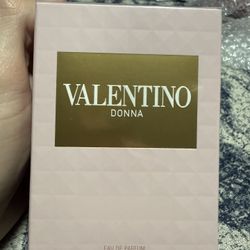 VALENTINO
DONNA
EAU DE PARFUM